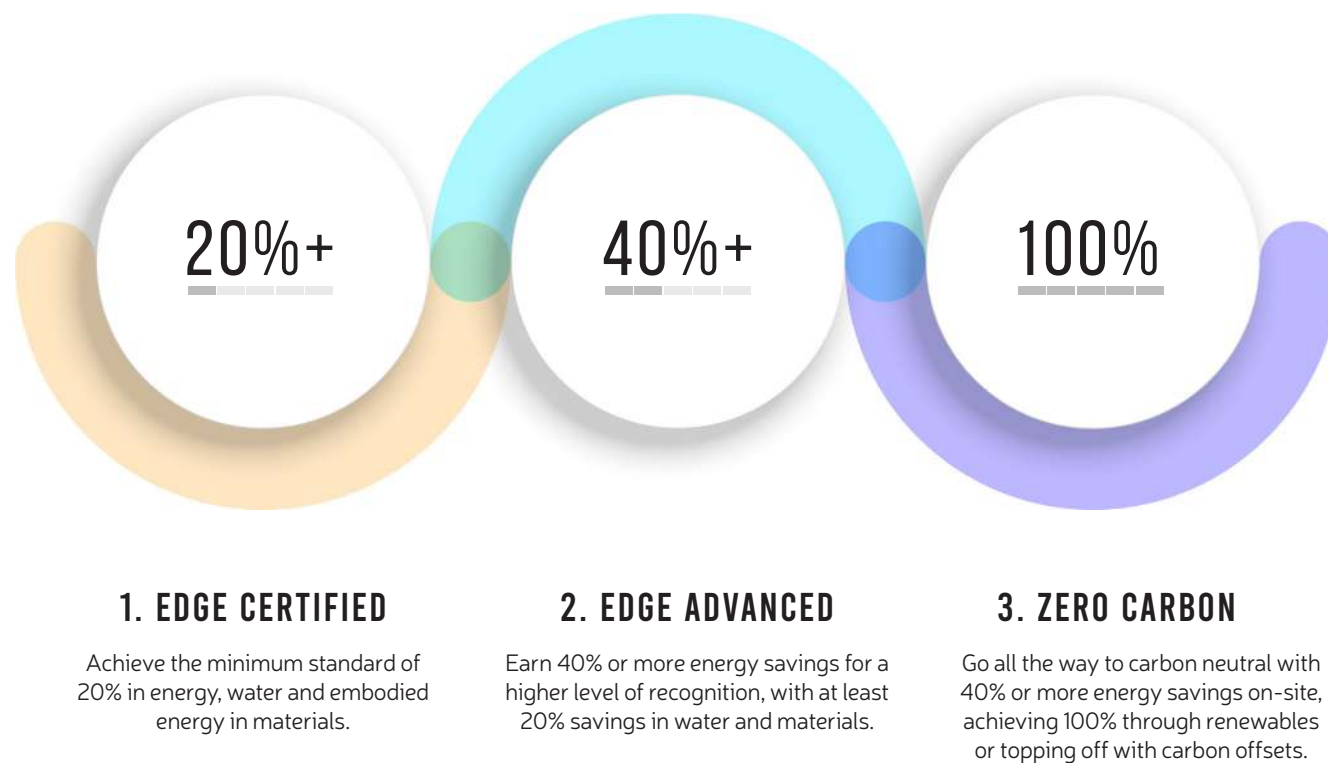 20%+
40%+
100%
1. EDGE CERTIFIED
Achieve the minimum standard of
20% in energy, water and embodied
energy in materials.
2. EDGE ADVANCED
Earn 40% or more energy savings for a
higher level of recognition, with at least
20% savings in water and materials.
3. ZERO CARBON
Go all the way to carbon neutral with
40% or more energy savings on-site,
achieving 100% through renewables
or topping off with carbon offsets.